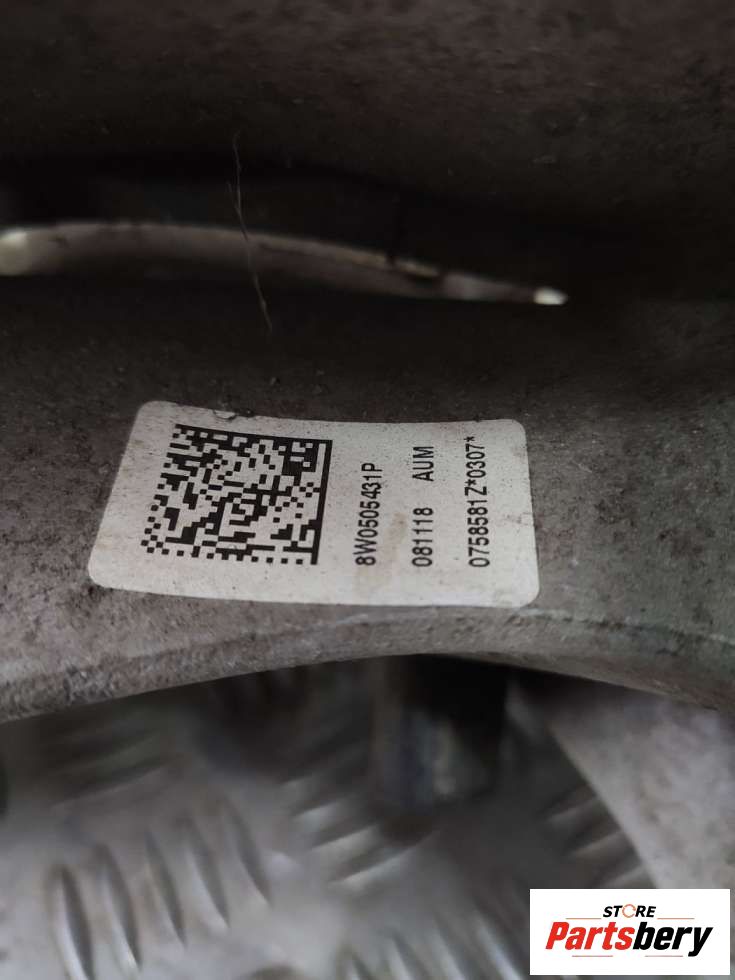 8W0505431P
081118 AUM
0758581Z*0307*
STORE
Partsbery